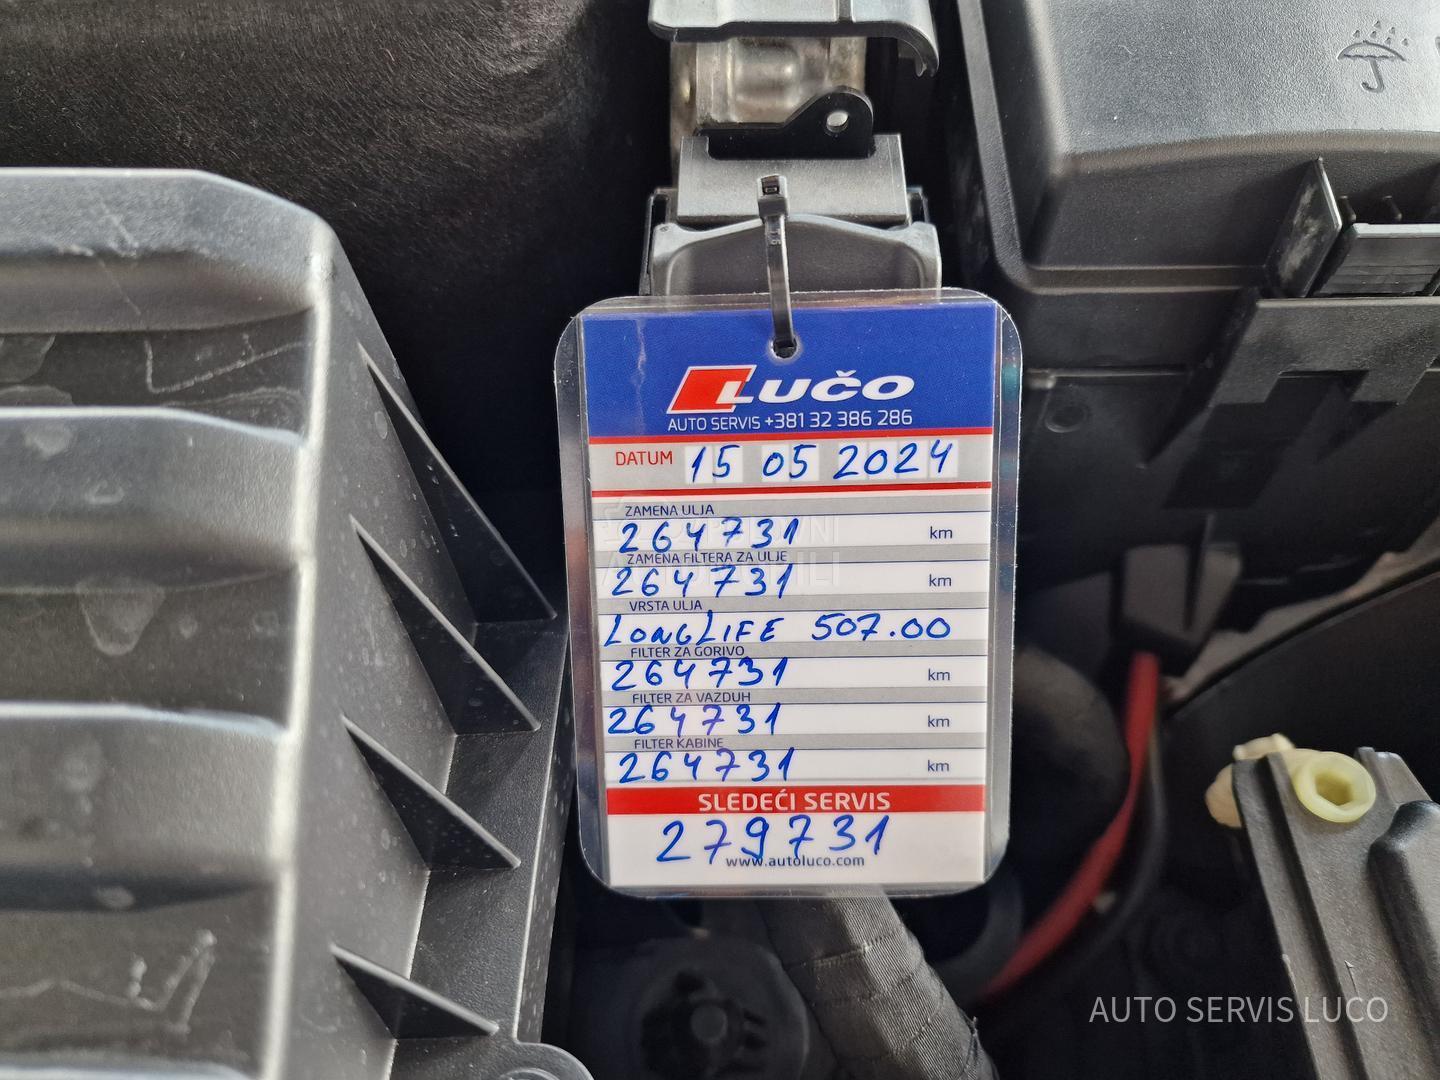 LUČO
AUTO SERVIS +381 32 386 286
DATUM 15 05 2024
ZAMENA ULJA
264731 km
ZAMENA FILTERA ZA ULJE
264731 km
VRSTA ULJA
LONGLIFE 507.00
FILTER ZA GORIVO
264731 km
FILTER ZA VAZDUH
264731 km
FILTER KABINE
264731 km
SLEDEĆI SERVIS
279731
www.autoluco.com
AUTO SERVIS LUCO